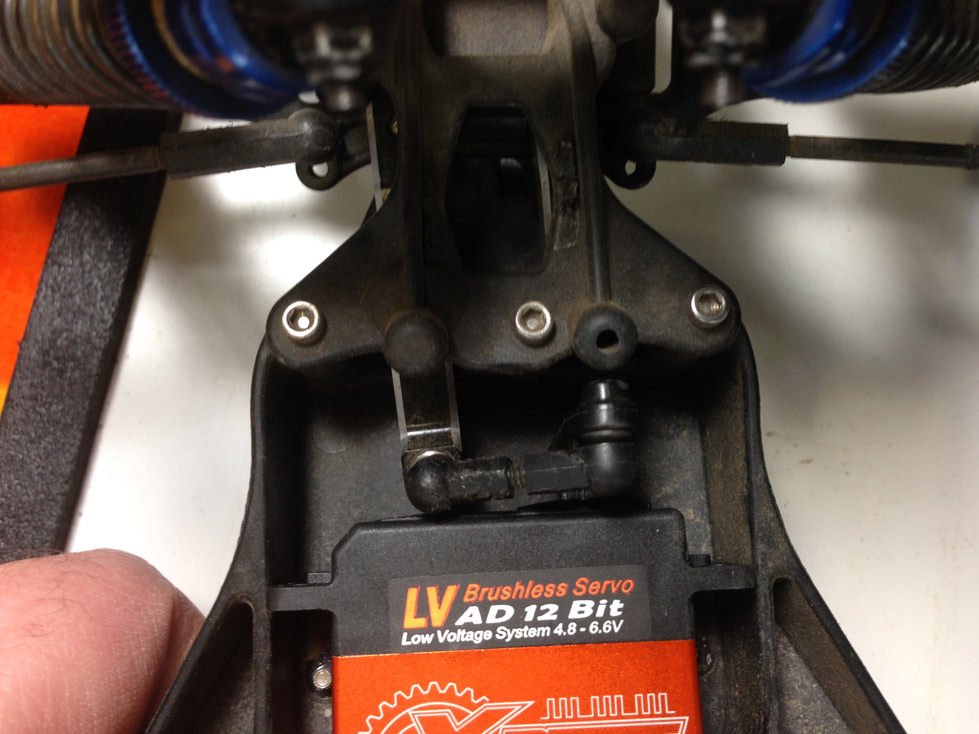 LV Brushless Servo
AD 12 Bit
Low Voltage System 4.8 - 6.6V